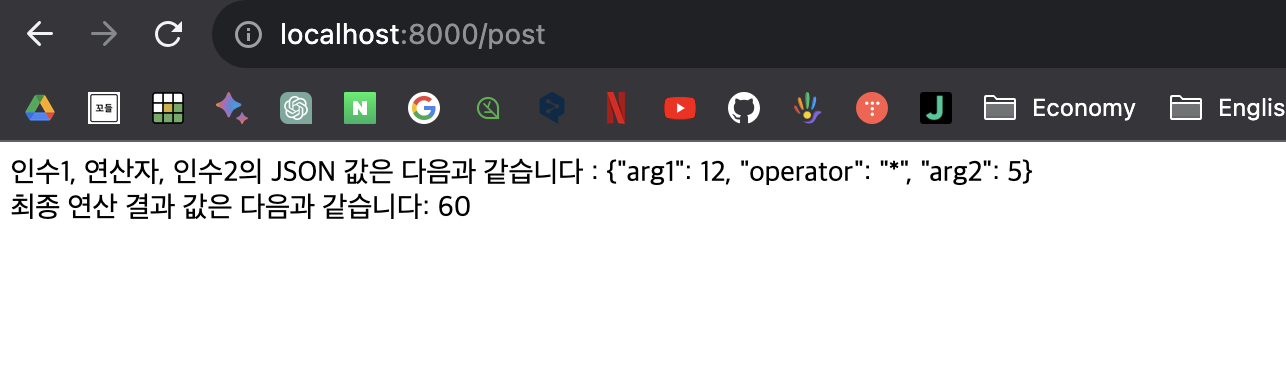 localhost:8000/post
꼬들 N G N J Economy Englis
인수1, 연산자, 인수2의 JSON 값은 다음과 같습니다 : {"arg1": 12, "operator": "*", "arg2": 5}
최종 연산 결과 값은 다음과 같습니다: 60